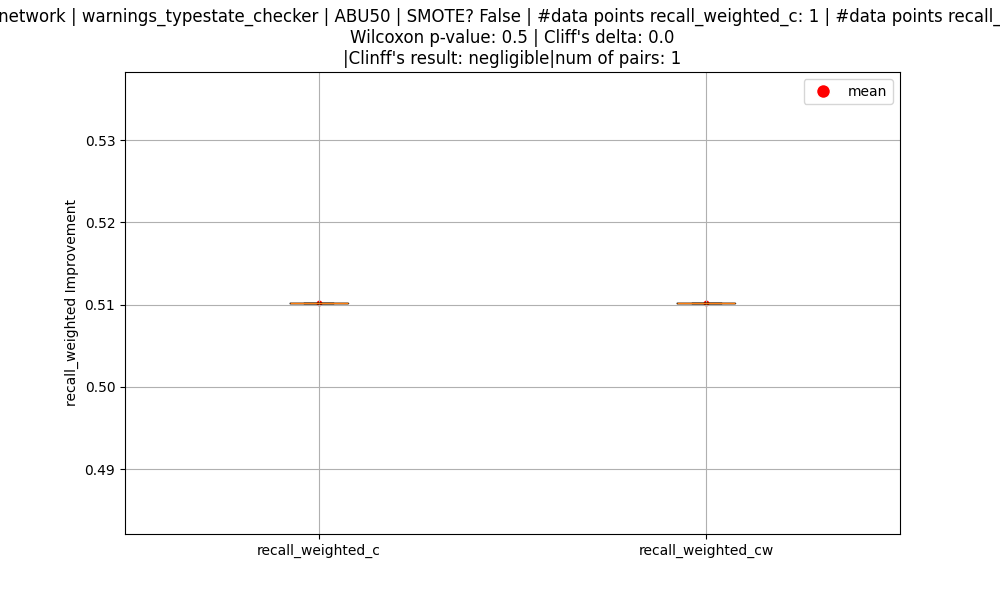 network | warnings_typestate_checker | ABU50 | SMOTE? False | #data points recall_weighted_c: 1 | #data points recall_
Wilcoxon p-value: 0.5 | Cliff's delta: 0.0
|Clinff's result: negligible|num of pairs: 1
mean
0.53
0.52
0.51
0.50
0.49
recall_weighted Improvement
recall_weighted_c
recall_weighted_cw